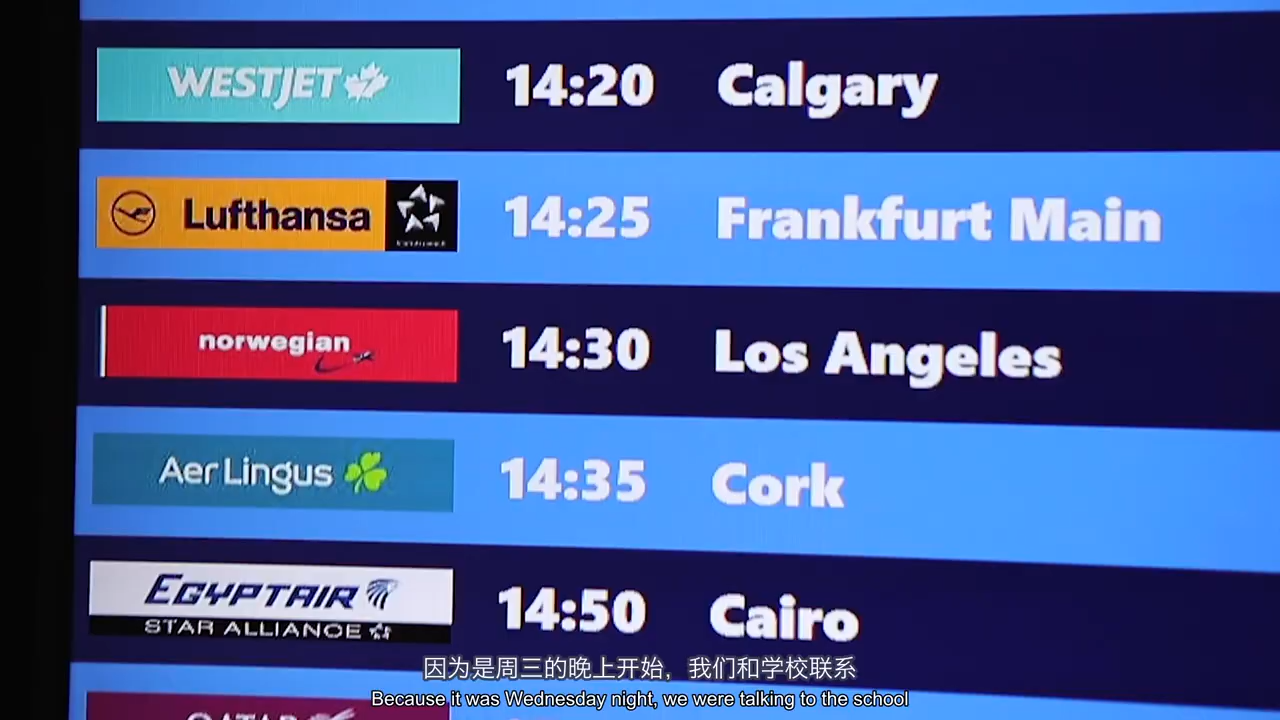 WESTJET 14:20 Calgary
Lufthansa 14:25 Frankfurt Main
norwegian 14:30 Los Angeles
Aer Lingus 14:35 Cork
EGYPTAIR 14:50 Cairo
STAR ALLIANCE
因为是周三的晚上开始，我们和学校联系
Because it was Wednesday night, we were talking to the school